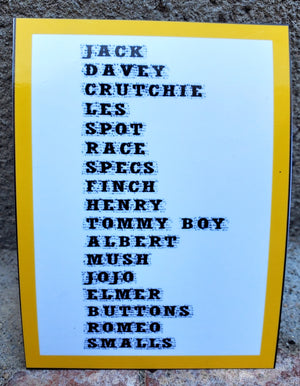 JACK
DAVEY
CRUTCHIE
LES
SPOT
RACE
SPECS
FINCH
HENRY
TOMMY BOY
ALBERT
MUSH
JOJO
ELMER
BUTTONS
ROMEO
SMALLS